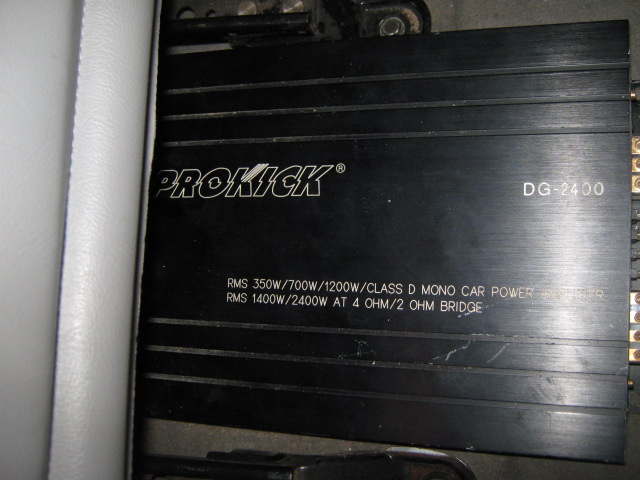 PROKICK®
DG-2400
RMS 350W/700W/1200W/CLASS D MONO CAR POWER
RMS 1400W/2400W AT 4 OHM/2 OHM BRIDGE